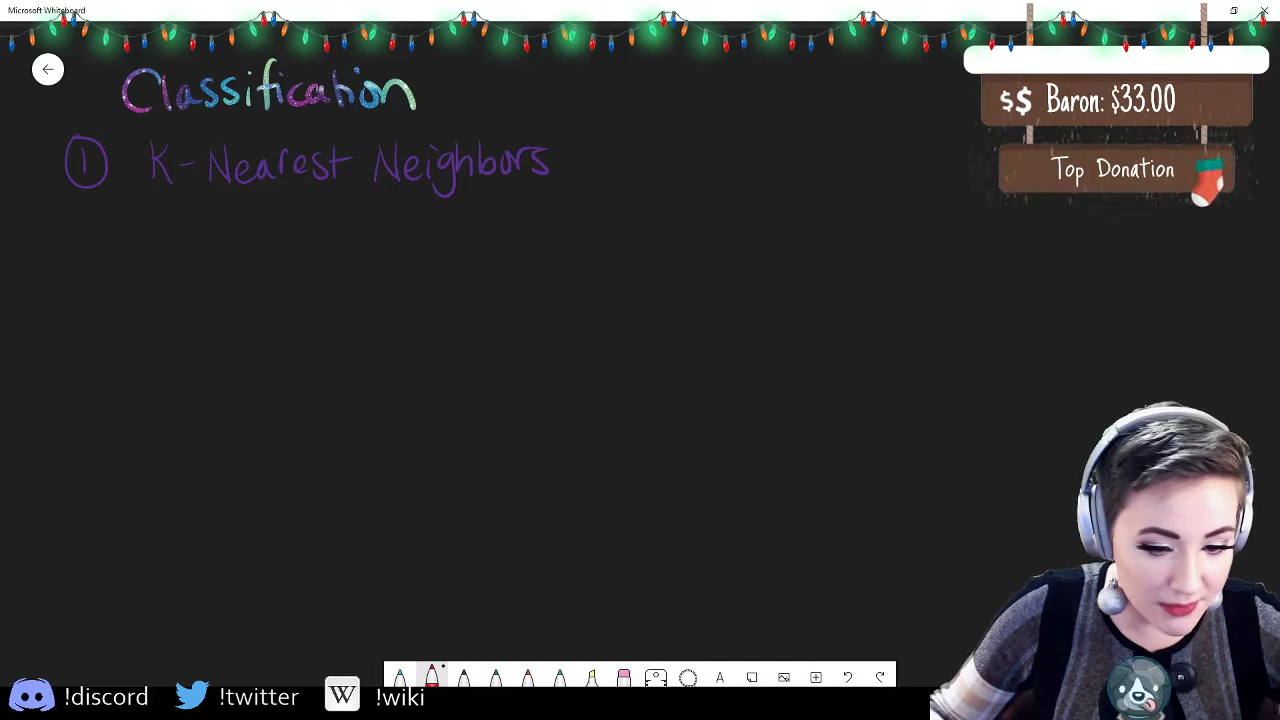 Microsoft Whiteboard
Classification
$$ Baron: $33.00
① K-Nearest Neighbors
Top Donation
A
!discord
!twitter
W !wiki